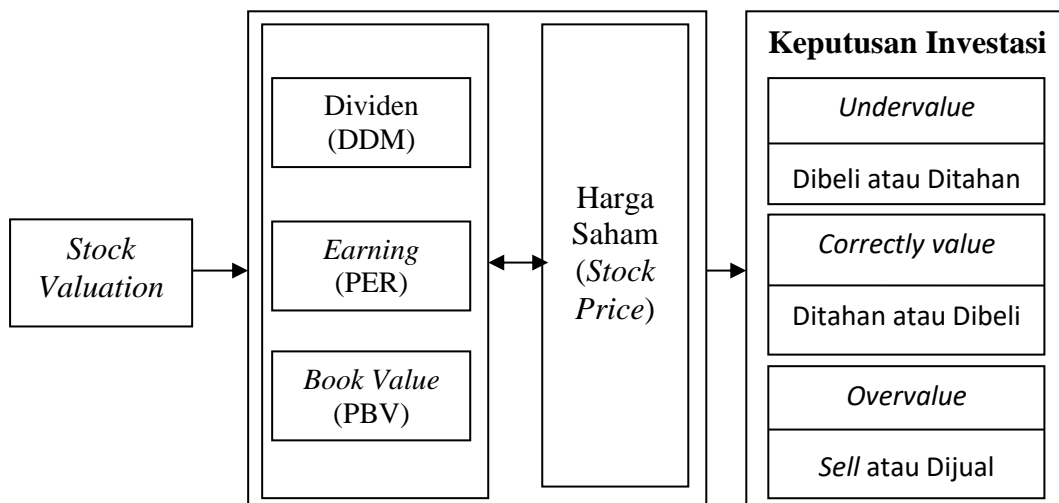 Stock
Valuation
Dividen
(DDM)
Earning
(PER)
Book Value
(PBV)
Harga
Saham
(Stock
Price)
Keputusan Investasi
Undervalue
Dibeli atau Ditahan
Correctly value
Ditahan atau Dibeli
Overvalue
Sell atau Dijual